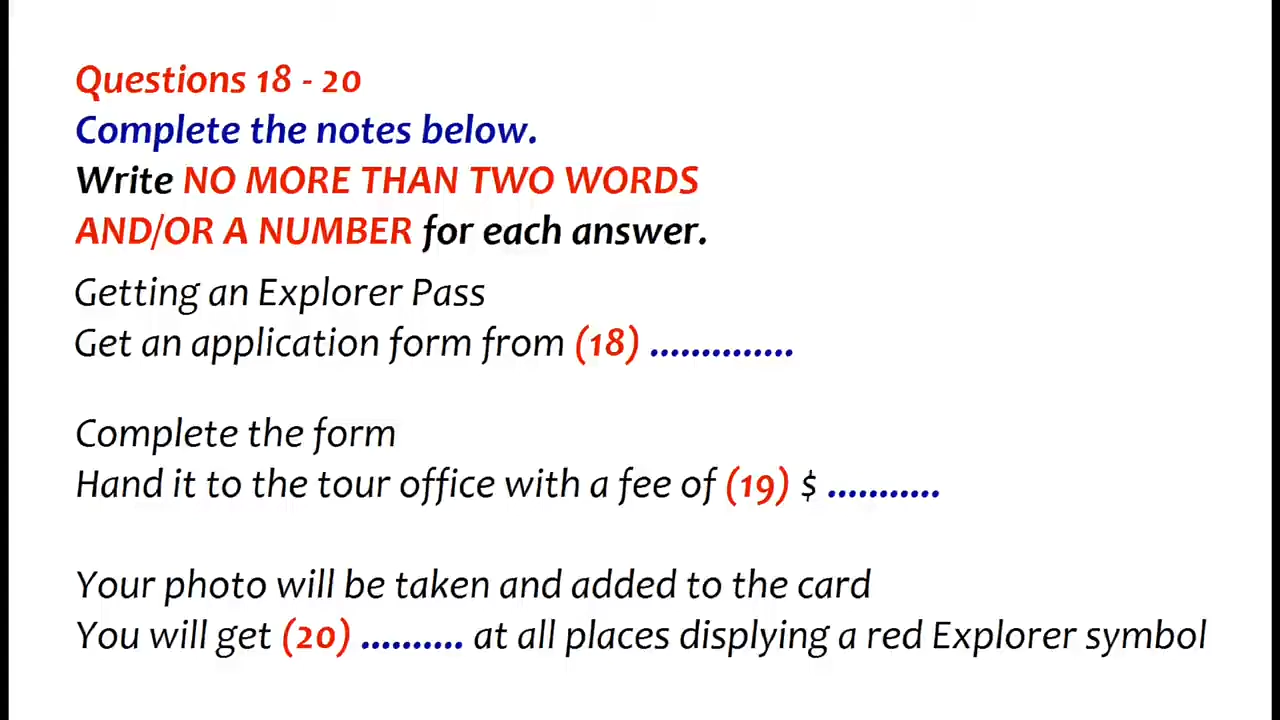 Questions 18 - 20
Complete the notes below.
Write NO MORE THAN TWO WORDS
AND/OR A NUMBER for each answer.
Getting an Explorer Pass
Get an application form from (18) ..............
Complete the form
Hand it to the tour office with a fee of (19) $ ...........
Your photo will be taken and added to the card
You will get (20) .......... at all places displying a red Explorer symbol